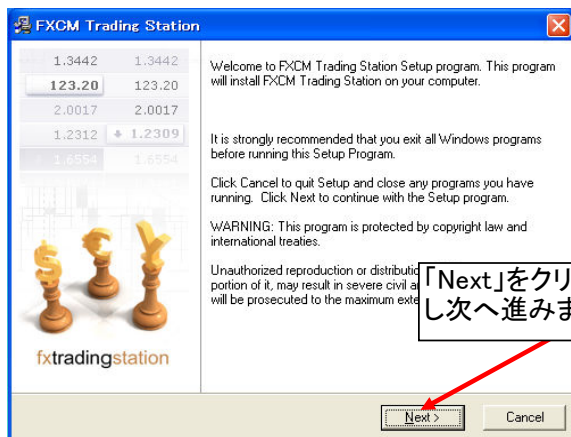 FXCM Trading Station
1.3442 1.3442
123.20 123.20
2.0017 2.0017
1.2312 1.2309
1.6554 1.6554
fxtradingstation
Welcome to FXCM Trading Station Setup program. This program
will install FXCM Trading Station on your computer.
It is strongly recommended that you exit all Windows programs
before running this Setup Program.
Click Cancel to quit Setup and close any programs you have
running. Click Next to continue with the Setup program.
WARNING: This program is protected by copyright law and
international treaties.
Unauthorized reproduction or
portion of it, may result in severe civil
will be prosecuted to the maximum
「Next」をクリ
し次へ進みま
Next >
Cancel